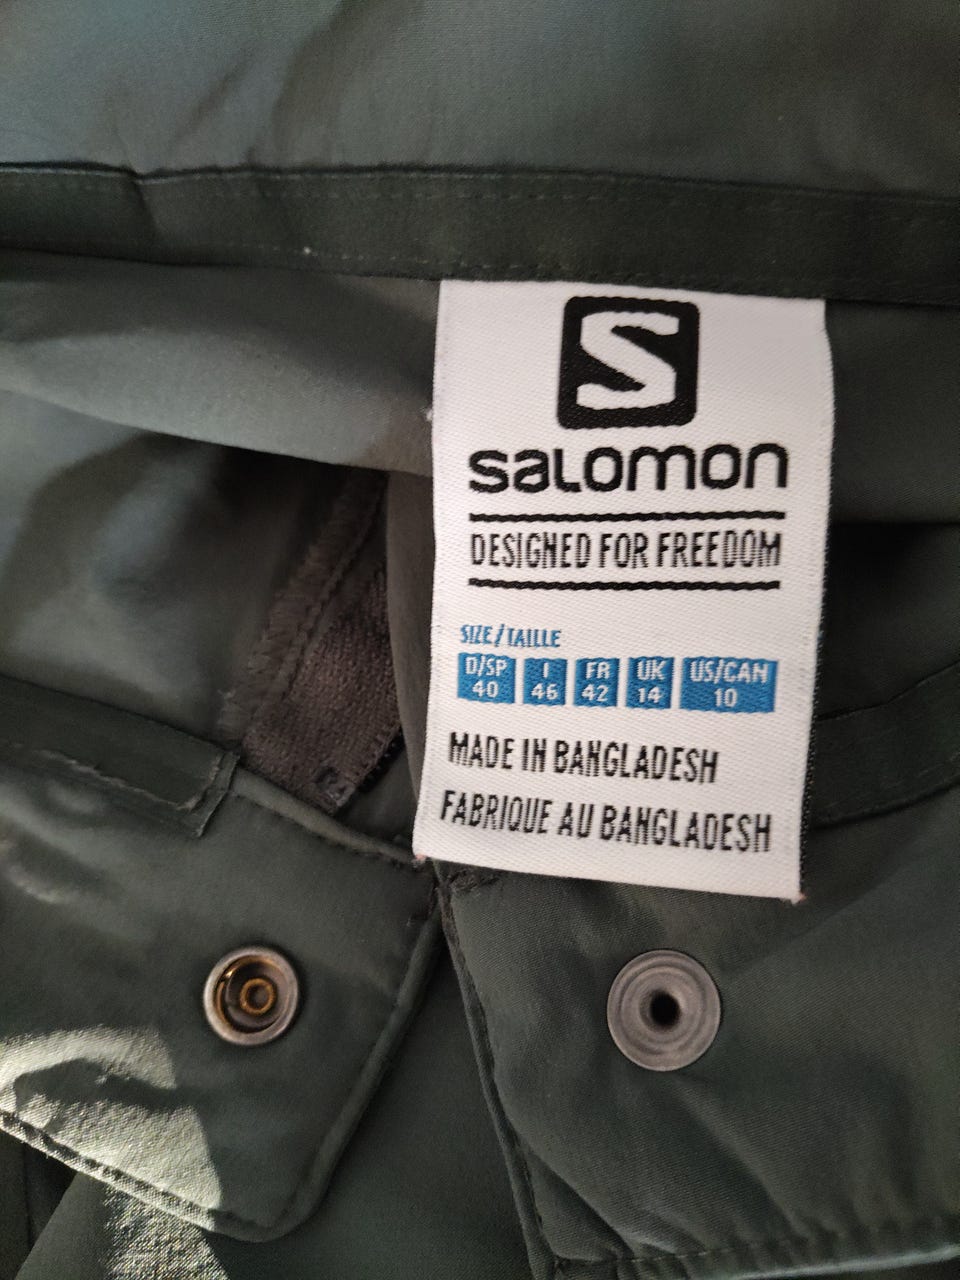 S
salomon
DESIGNED FOR FREEDOM
SIZE/TAILLE
D/SP I FR UK US/CAN
40 46 42 14 10
MADE IN BANGLADESH
FABRIQUE AU BANGLADESH